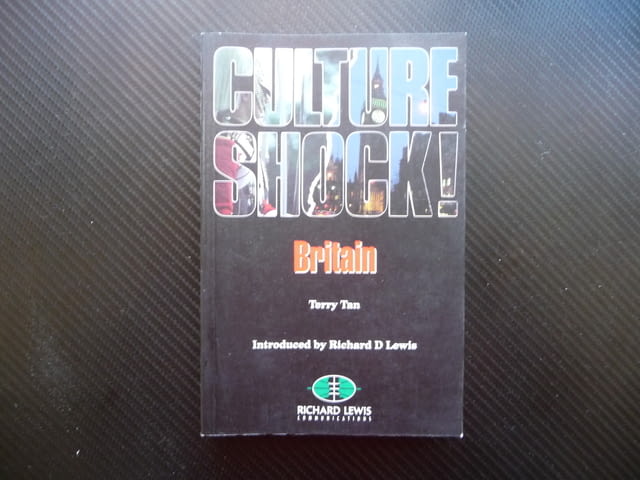 CULTURE
SHOCK!
Britain
Terry Tan
Introduced by Richard D Lewis
RICHARD LEWIS
COMMUNICATIONS